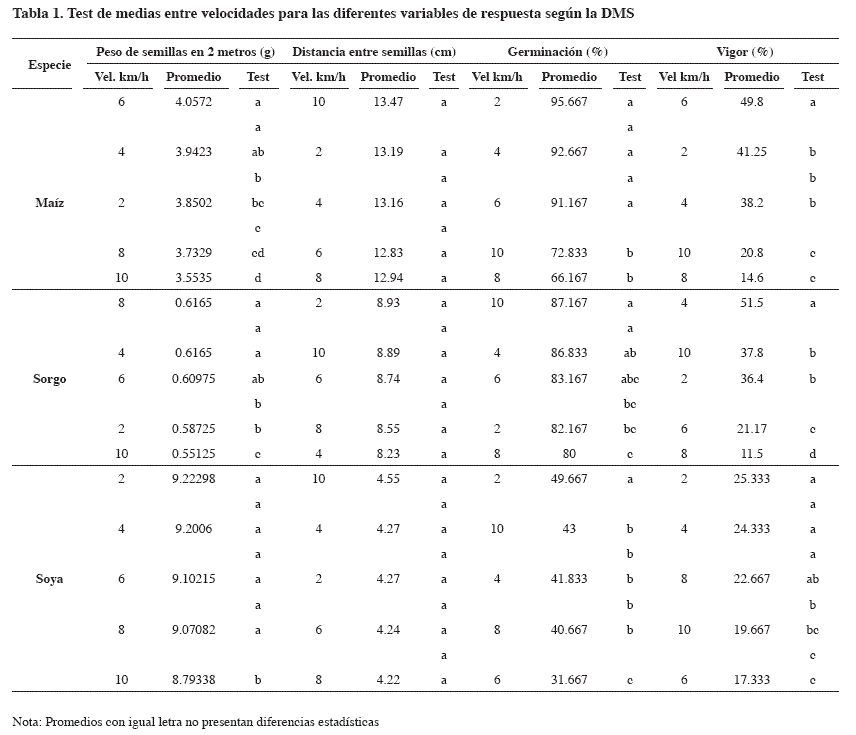 Tabla 1. Test de medias entre velocidades para las diferentes variables de respuesta según la DMS
Especie Peso de semillas en 2 metros (g) Distancia entre semillas (cm) Germinación (%) Vigor (%)
Vel. km/h Promedio Test Vel. km/h Promedio Test Vel km/h Promedio Test Vel km/h Promedio Test
6 4.0572 a 10 13.47 a 2 95.667 a 6 49.8 a
a a
4 3.9423 ab 2 13.19 a 4 92.667 a 2 41.25 b
b a a b
Maíz 2 3.8502 bc 4 13.16 a 6 91.167 a 4 38.2 b
c a
8 3.7329 cd 6 12.83 a 10 72.833 b 10 20.8 c
10 3.5535 d 8 12.94 a 8 66.167 b 8 14.6 c
8 0.6165 a 2 8.93 a 10 87.167 a 4 51.5 a
a a a
4 0.6165 a 10 8.89 a 4 86.833 ab 10 37.8 b
Sorgo 6 0.60975 ab 6 8.74 a 6 83.167 abc 2 36.4 b
b a bc
2 0.58725 b 8 8.55 a 2 82.167 bc 6 21.17 c
10 0.55125 c 4 8.23 a 8 80 c 8 11.5 d
2 9.22298 a 10 4.55 a 2 49.667 a 2 25.333 a
a a a
4 9.2006 a 4 4.27 a 10 43 b 4 24.333 a
a a b a
Soya 6 9.10215 a 2 4.27 a 4 41.833 b 8 22.667 ab
a a b b
8 9.07082 a 6 4.24 a 8 40.667 b 10 19.667 bc
a c
10 8.79338 b 8 4.22 a 6 31.667 c 6 17.333 c
Nota: Promedios con igual letra no presentan diferencias estadísticas